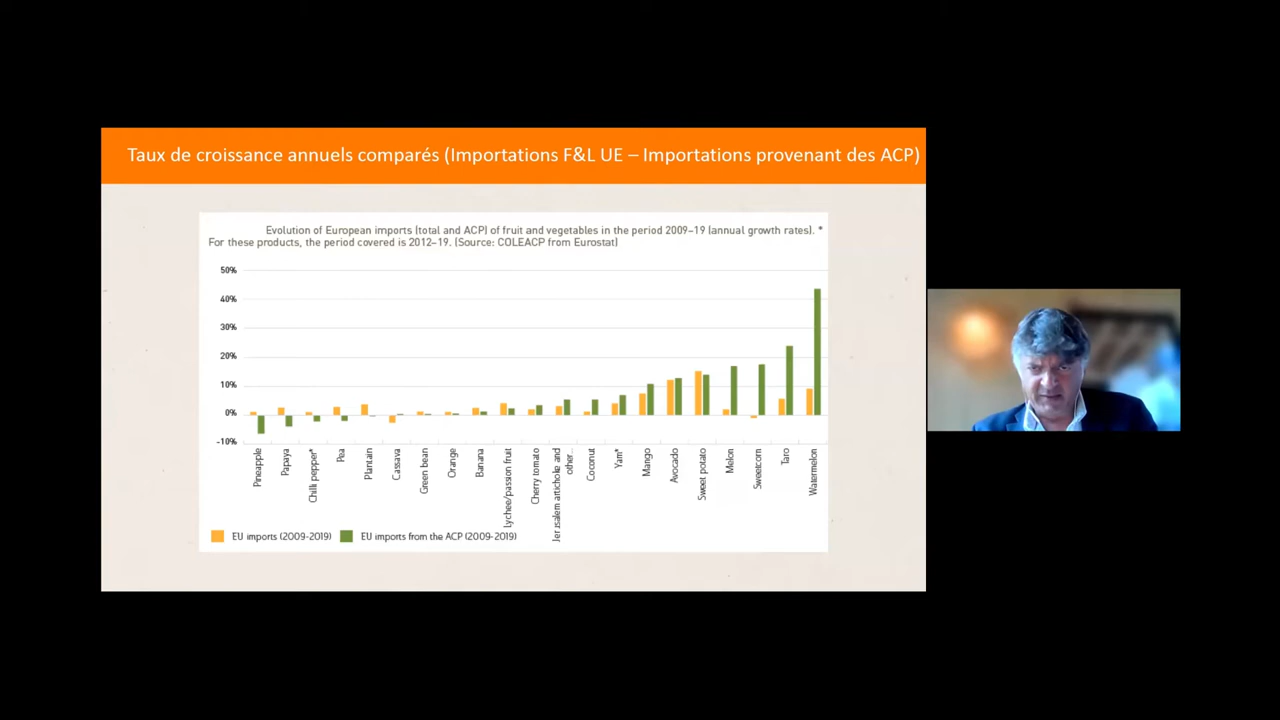 Taux de croissance annuels comparés (Importations F&L UE – Importations provenant des ACP)
Evolution of European imports (total and ACP) of fruit and vegetables in the period 2009–19 (annual growth rates). *
For these products, the period covered is 2012–19. (Source: COLEACP from Eurostat)
50%
40%
30%
20%
10%
0%
-10%
Pineapple
Papaya
Chilli pepper*
Pea
Plantain
Cassava
Green bean
Orange
Banana
Lychee/passion fruit
Cherry tomato
Jerusalem artichoke and
other...
Coconut
Yam*
Mango
Avocado
Sweet potato
Melon
Sweetcorn
Taro
Watermelon
EU imports (2009-2019)
EU imports from the ACP (2009-2019)